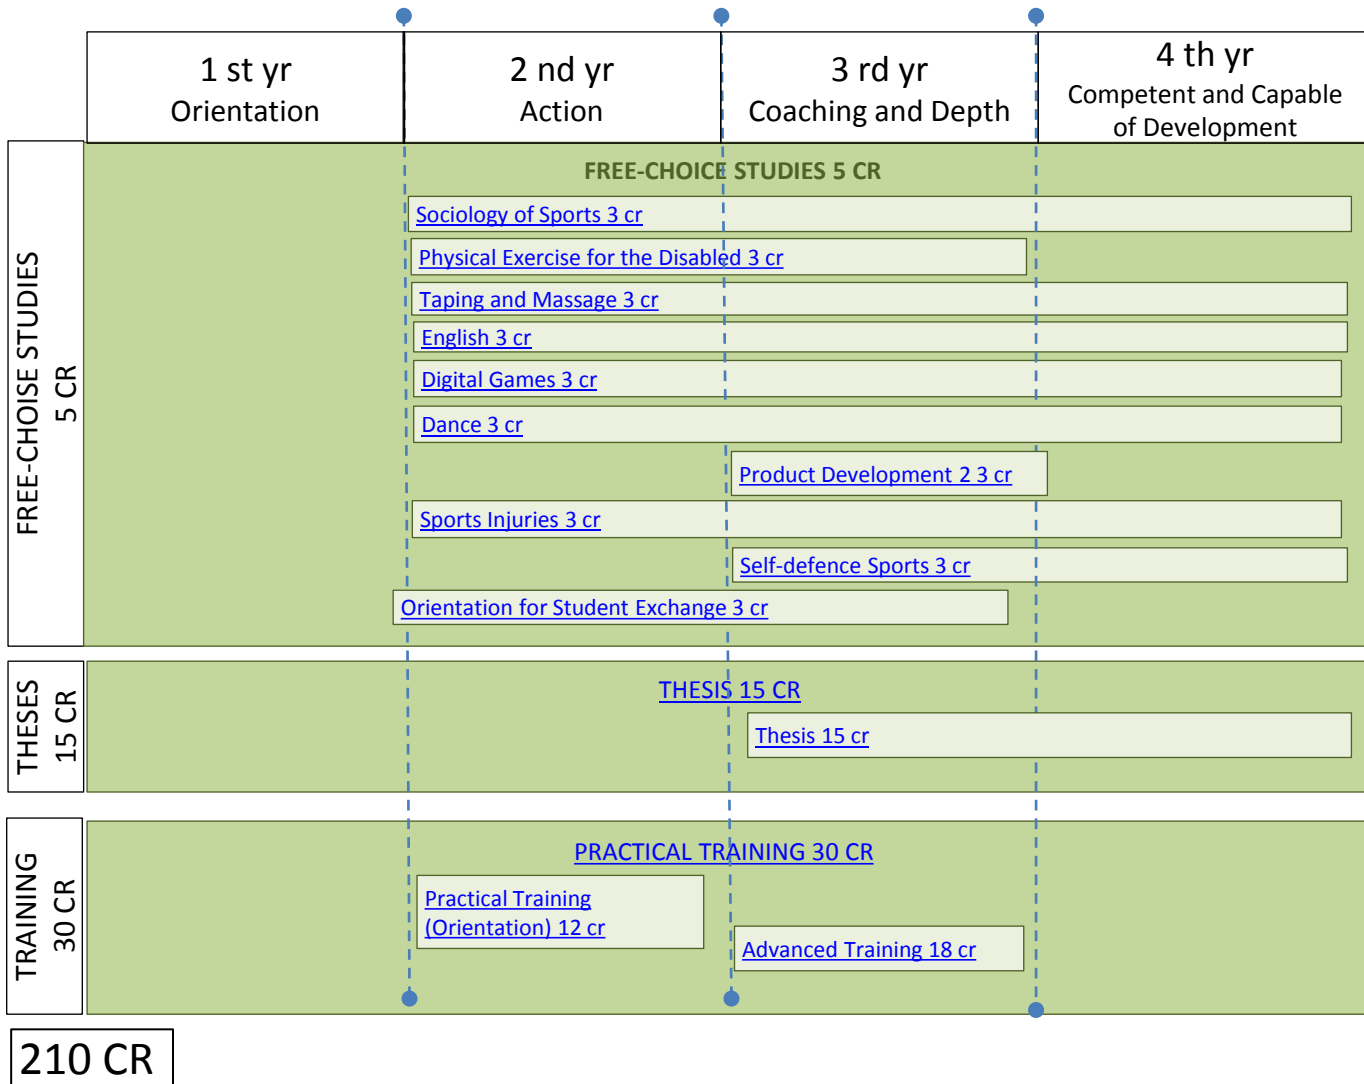 1 st yr
Orientation
2 nd yr
Action
3 rd yr
Coaching and Depth
4 th yr
Competent and Capable
of Development
FREE-CHOISE STUDIES
5 CR
FREE-CHOICE STUDIES 5 CR
Sociology of Sports 3 cr
Physical Exercise for the Disabled 3 cr
Taping and Massage 3 cr
English 3 cr
Digital Games 3 cr
Dance 3 cr
Product Development 2 3 cr
Sports Injuries 3 cr
Self-defence Sports 3 cr
Orientation for Student Exchange 3 cr
THESES
15 CR
THESIS 15 CR
Thesis 15 cr
TRAINING
30 CR
PRACTICAL TRAINING 30 CR
Practical Training
(Orientation) 12 cr
Advanced Training 18 cr
210 CR